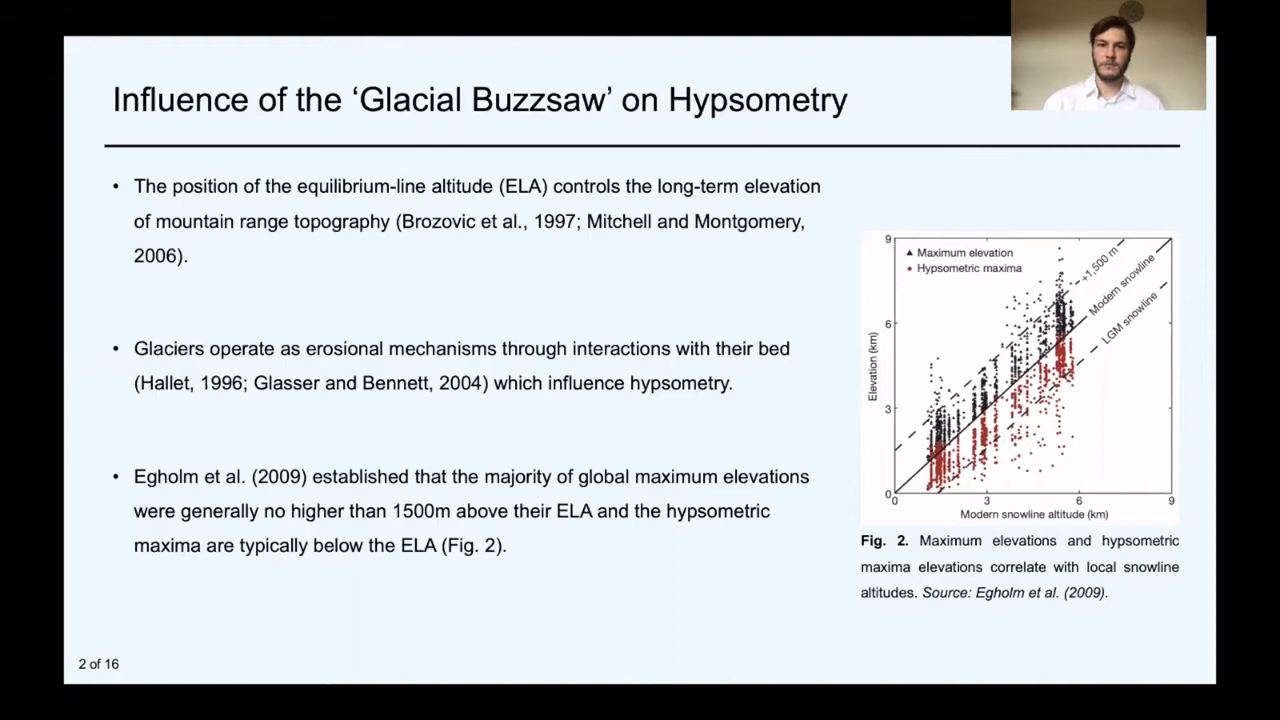 Influence of the ‘Glacial Buzzsaw’ on Hypsometry
• The position of the equilibrium-line altitude (ELA) controls the long-term elevation
of mountain range topography (Brozovic et al., 1997; Mitchell and Montgomery,
2006).
• Glaciers operate as erosional mechanisms through interactions with their bed
(Hallet, 1996; Glasser and Bennett, 2004) which influence hypsometry.
• Egholm et al. (2009) established that the majority of global maximum elevations
were generally no higher than 1500m above their ELA and the hypsometric
maxima are typically below the ELA (Fig. 2).
9
Maximum elevation
Hypsometric maxima
+1,500 m
Modern snowline
LGM snowline
6
Elevation (km)
3
0
0 3 6 9
Modern snowline altitude (km)
Fig. 2. Maximum elevations and hypsometric
maxima elevations correlate with local snowline
altitudes. Source: Egholm et al. (2009).
2 of 16